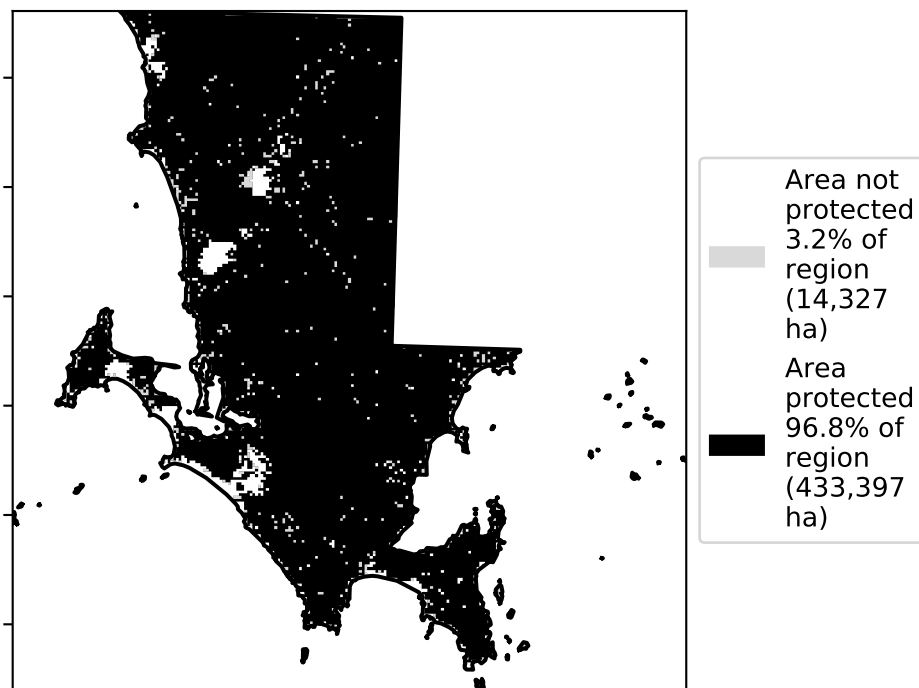 Area not
protected
3.2% of
region
(14,327
ha)
Area
protected
96.8% of
region
(433,397
ha)